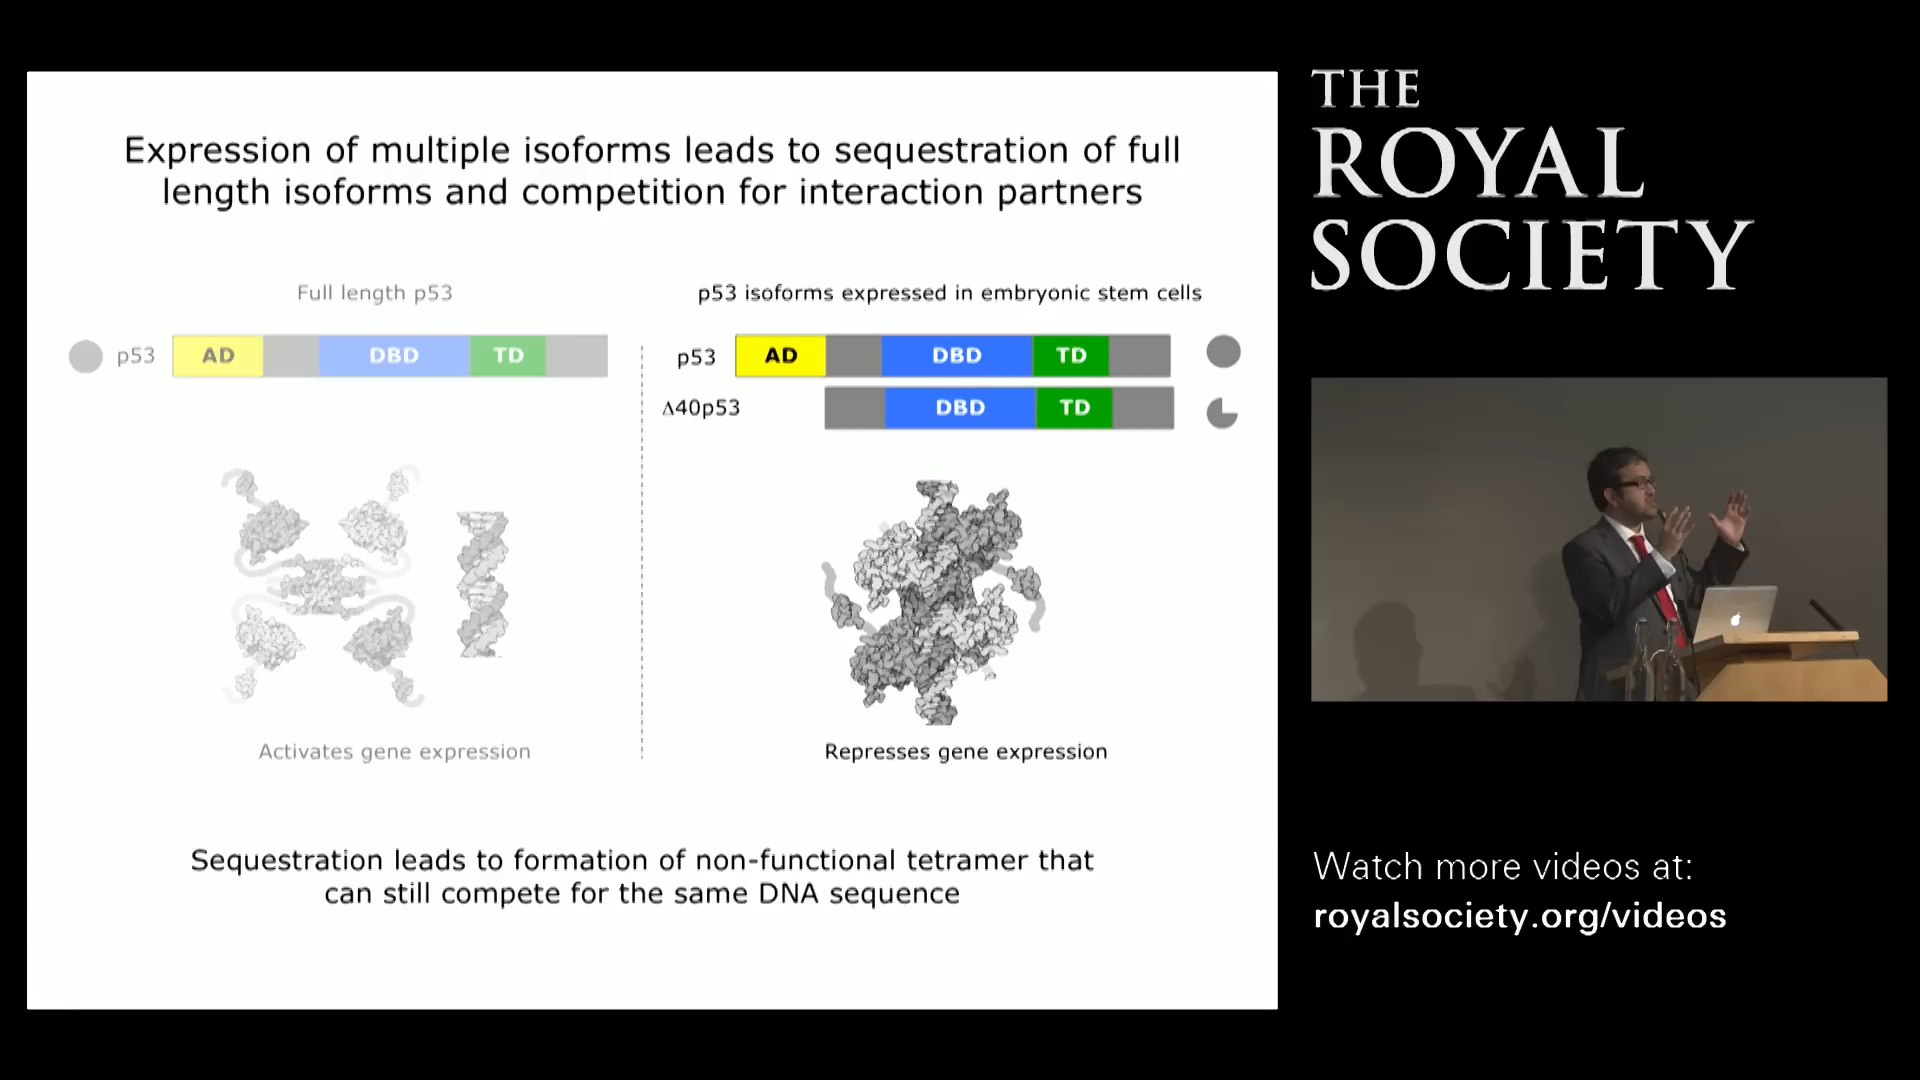 Expression of multiple isoforms leads to sequestration of full
length isoforms and competition for interaction partners
Full length p53
p53
AD
DBD
TD
Activates gene expression
p53 isoforms expressed in embryonic stem cells
p53
AD
DBD
TD
Δ40p53
DBD
TD
Represses gene expression
Sequestration leads to formation of non-functional tetramer that
can still compete for the same DNA sequence
THE
ROYAL
SOCIETY
Watch more videos at:
royalsociety.org/videos